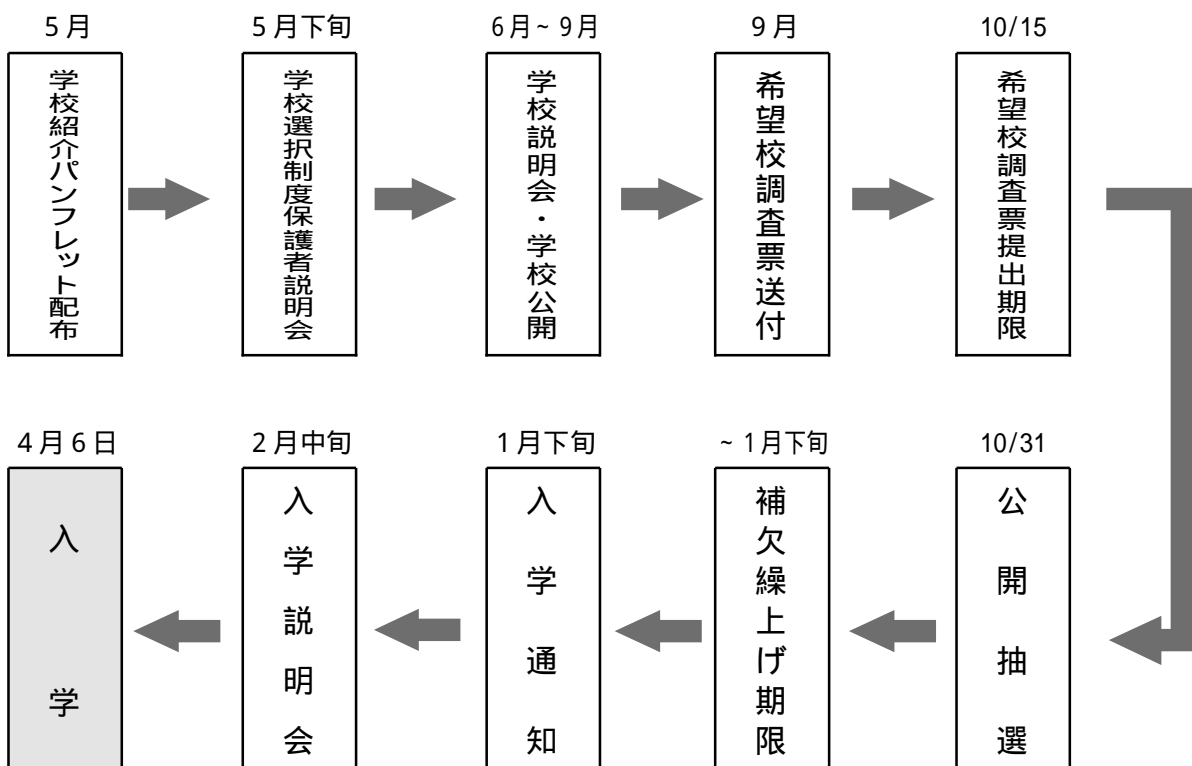 5月
学校紹介パンフレット配布
5月下旬
学校選択制度保護者説明会
6月~9月
学校説明会・学校公開
9月
希望校調査票送付
10/15
希望校調査票提出期限
10/31
公開抽選
~1月下旬
補欠繰上げ期限
1月下旬
入学通知
2月中旬
入学説明会
4月6日
入学